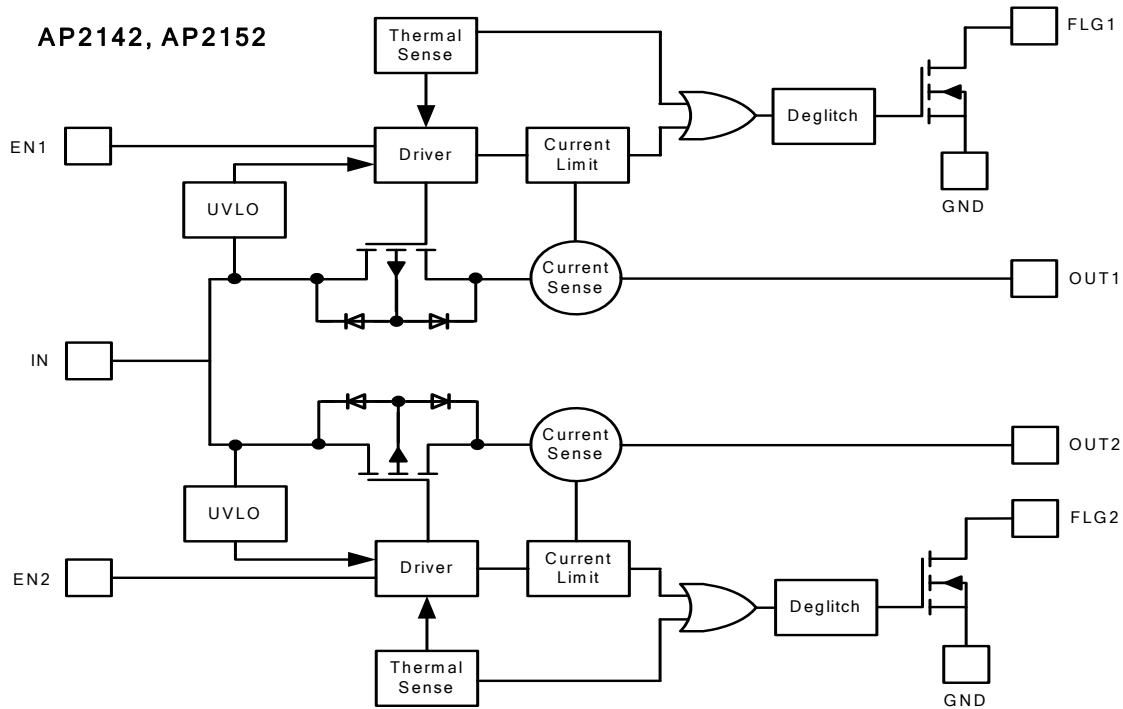 AP2142, AP2152
Thermal
Sense
FLG1
Deglitch
EN1
Driver
Current
Limit
UVLO
GND
Current
Sense
OUT1
IN
Current
Sense
OUT2
UVLO
FLG2
Driver
Current
Limit
EN2
Deglitch
Thermal
Sense
GND